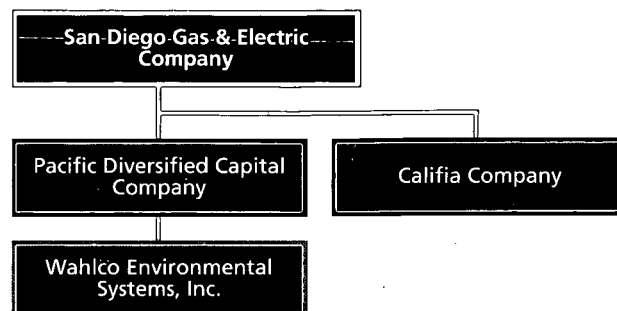 San Diego Gas & Electric
Company
Pacific Diversified Capital
Company
Califia Company
Wahlco Environmental
Systems, Inc.